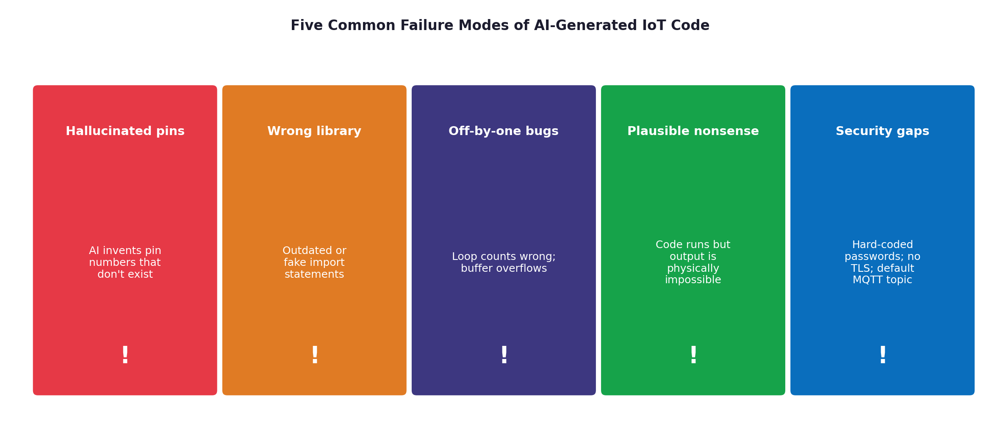 Five Common Failure Modes of AI-Generated IoT Code
Hallucinated pins
AI invents pin
numbers that
don't exist
!
Wrong library
Outdated or
fake import
statements
!
Off-by-one bugs
Loop counts wrong;
buffer overflows
!
Plausible nonsense
Code runs but
output is
physically
impossible
!
Security gaps
Hard-coded
passwords; no
TLS; default
MQTT topic
!